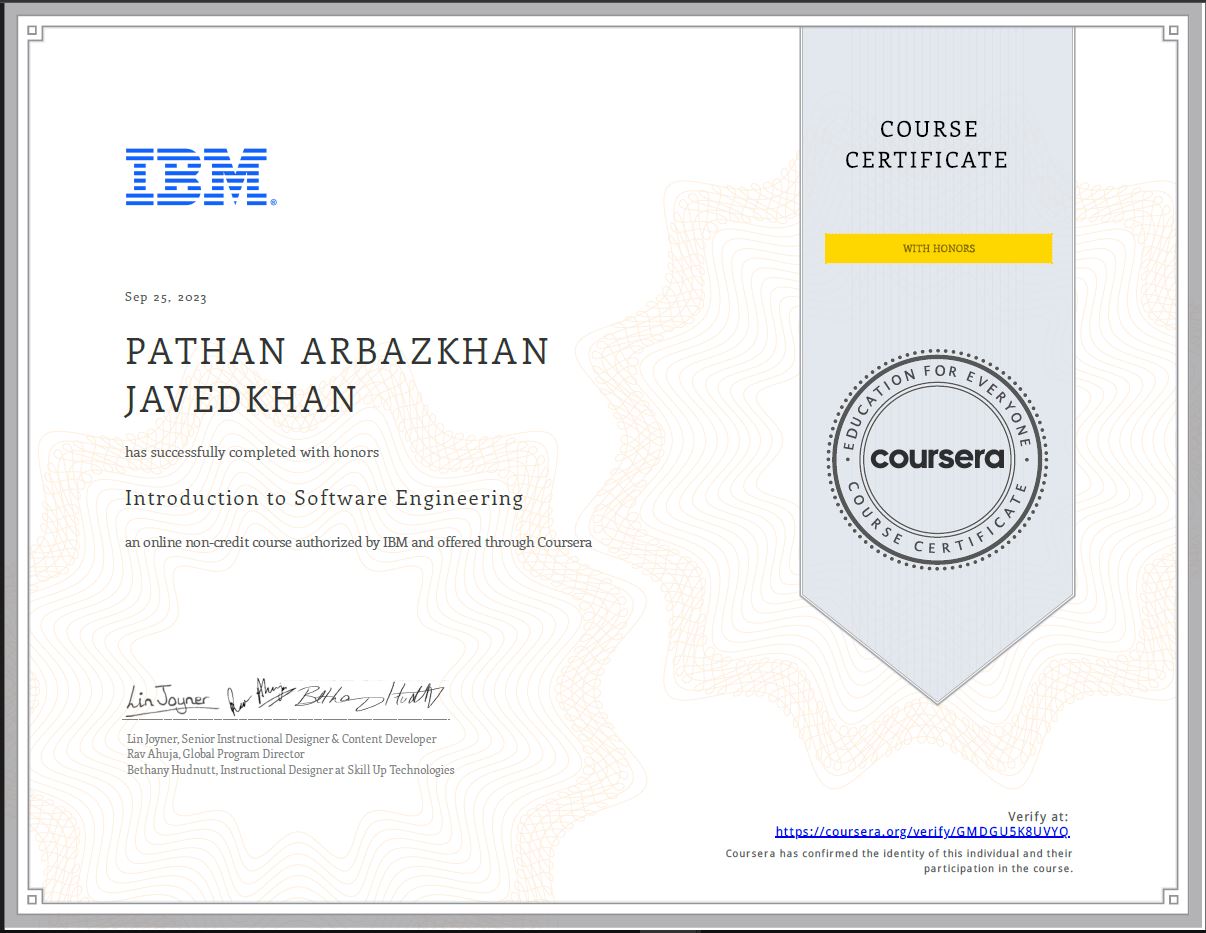 IBM®
Sep 25, 2023
PATHAN ARBAZKHAN
JAVEDKHAN
has successfully completed with honors
Introduction to Software Engineering
an online non-credit course authorized by IBM and offered through Coursera
Lin Joyner
Lin Joyner, Senior Instructional Designer & Content Developer
Rav Ahuja, Global Program Director
Bethany Hudnutt, Instructional Designer at Skill Up Technologies
COURSE
CERTIFICATE
WITH HONORS
EDUCATION FOR EVERYONE
coursera
COURSE CERTIFICATE
Verify at:
https://coursera.org/verify/GMDGU5K8UVYQ
Coursera has confirmed the identity of this individual and their
participation in the course.